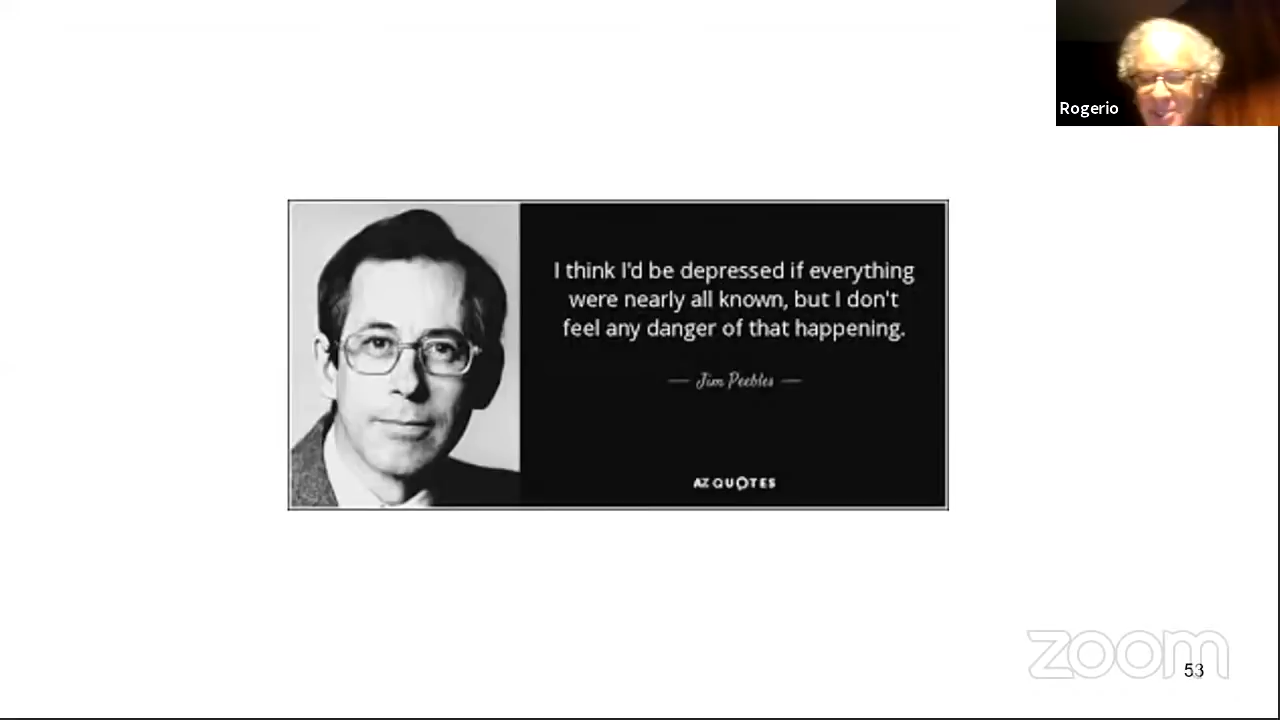 Rogerio
I think I'd be depressed if everything
were nearly all known, but I don't
feel any danger of that happening.
— Jim Peebles —
AZ QUOTES
zoom
53